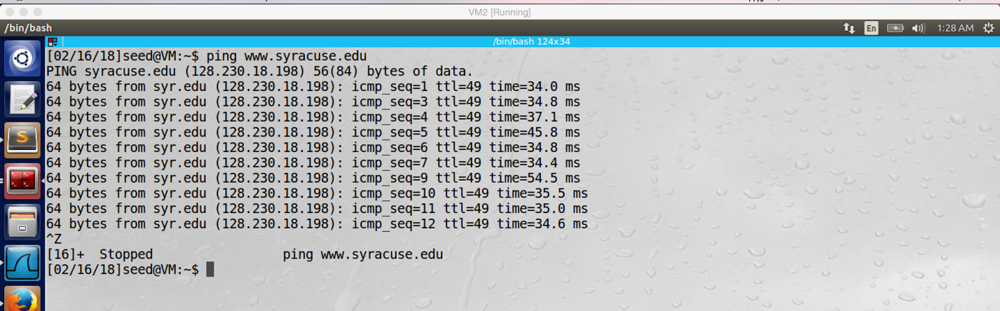 VM2 [Running]
/bin/bash
En
1:28 AM
/bin/bash 124x34
[02/16/18]seed@VM:~$ ping www.syracuse.edu
PING syracuse.edu (128.230.18.198) 56(84) bytes of data.
64 bytes from syr.edu (128.230.18.198): icmp_seq=1 ttl=49 time=34.0 ms
64 bytes from syr.edu (128.230.18.198): icmp_seq=3 ttl=49 time=34.8 ms
64 bytes from syr.edu (128.230.18.198): icmp_seq=4 ttl=49 time=37.1 ms
64 bytes from syr.edu (128.230.18.198): icmp_seq=5 ttl=49 time=45.8 ms
64 bytes from syr.edu (128.230.18.198): icmp_seq=6 ttl=49 time=34.8 ms
64 bytes from syr.edu (128.230.18.198): icmp_seq=7 ttl=49 time=34.4 ms
64 bytes from syr.edu (128.230.18.198): icmp_seq=9 ttl=49 time=54.5 ms
64 bytes from syr.edu (128.230.18.198): icmp_seq=10 ttl=49 time=35.5 ms
64 bytes from syr.edu (128.230.18.198): icmp_seq=11 ttl=49 time=35.0 ms
64 bytes from syr.edu (128.230.18.198): icmp_seq=12 ttl=49 time=34.6 ms
^Z
[16]+  Stopped                 ping www.syracuse.edu
[02/16/18]seed@VM:~$